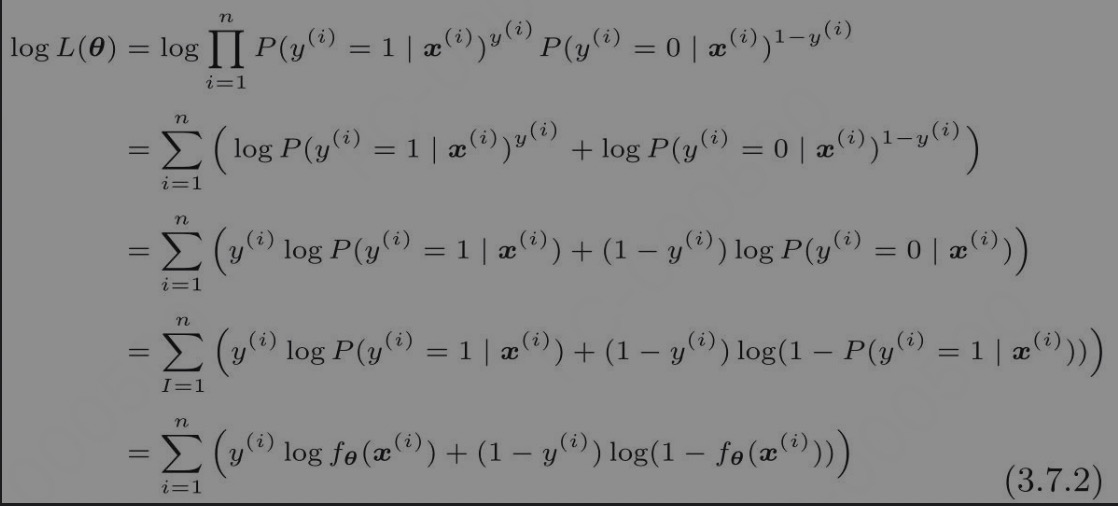 log L(𝜽) = log ∏_{i=1}^{n} P(y^{(i)} = 1 | 𝒙^{(i)})^{y^{(i)}} P(y^{(i)} = 0 | 𝒙^{(i)})^{1−y^{(i)}}
= ∑_{i=1}^{n} ( log P(y^{(i)} = 1 | 𝒙^{(i)})^{y^{(i)}} + log P(y^{(i)} = 0 | 𝒙^{(i)})^{1−y^{(i)}} )
= ∑_{i=1}^{n} ( y^{(i)} log P(y^{(i)} = 1 | 𝒙^{(i)}) + (1 − y^{(i)}) log P(y^{(i)} = 0 | 𝒙^{(i)}) )
= ∑_{I=1}^{n} ( y^{(i)} log P(y^{(i)} = 1 | 𝒙^{(i)}) + (1 − y^{(i)}) log(1 − P(y^{(i)} = 1 | 𝒙^{(i)})) )
= ∑_{i=1}^{n} ( y^{(i)} log f_𝜽(𝒙^{(i)}) + (1 − y^{(i)}) log(1 − f_𝜽(𝒙^{(i)})) )
(3.7.2)